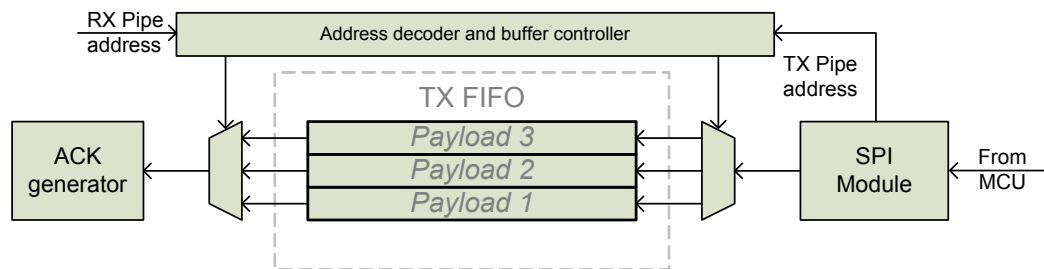 RX Pipe
address
Address decoder and buffer controller
TX Pipe
address
TX FIFO
ACK
generator
Payload 3
Payload 2
Payload 1
SPI
Module
From
MCU